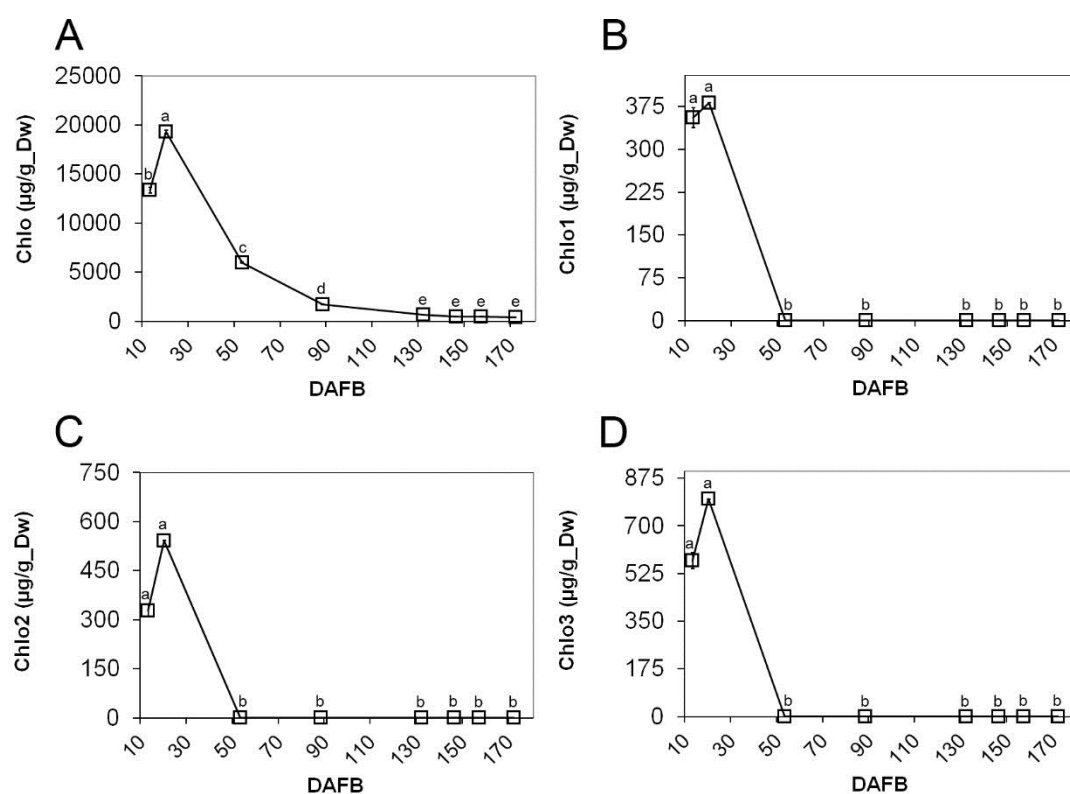 A
Chlo (µg/g_Dw)
25000
20000
15000
10000
5000
0
b
a
c
d
e
e
e
e
10
30
50
70
90
110
130
150
170
DAFB
B
Chlo1 (µg/g_Dw)
375
300
225
150
75
0
a
a
b
b
b
b
b
b
10
30
50
70
90
110
130
150
170
DAFB
C
Chlo2 (µg/g_Dw)
750
600
450
300
150
0
a
a
b
b
b
b
b
b
10
30
50
70
90
110
130
150
170
DAFB
D
Chlo3 (µg/g_Dw)
875
700
525
350
175
0
a
a
b
b
b
b
b
b
10
30
50
70
90
110
130
150
170
DAFB